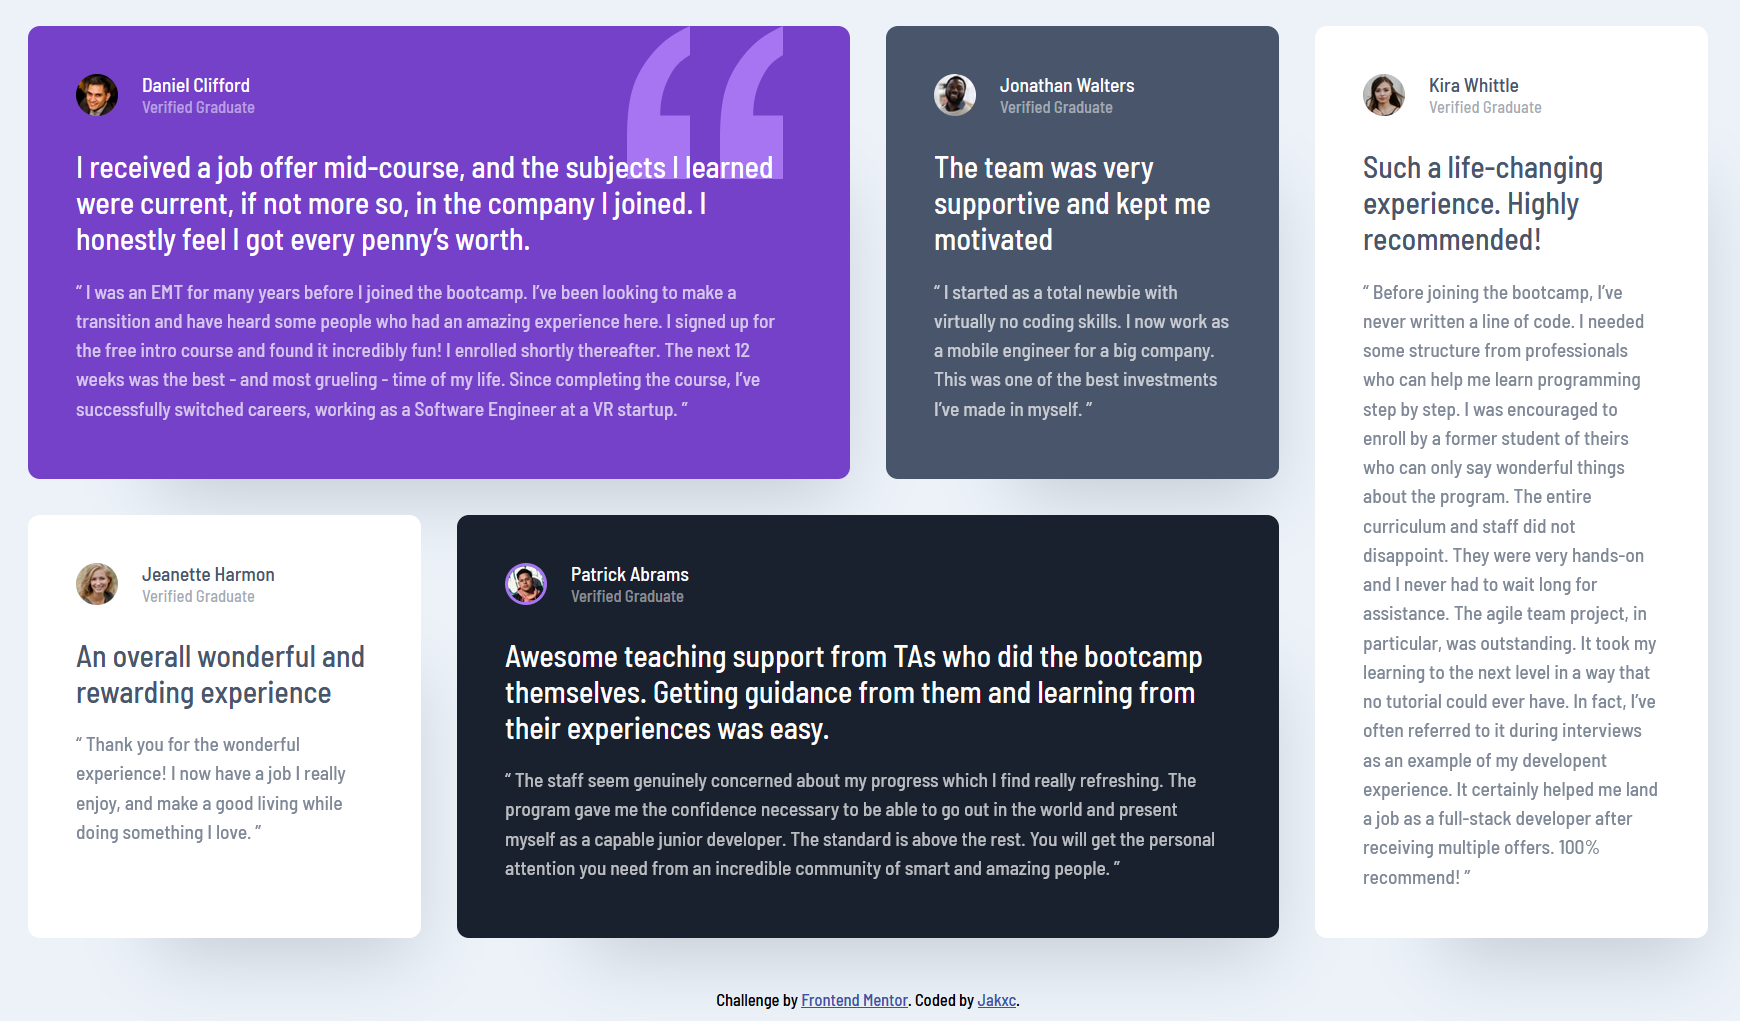 Daniel Clifford
Verified Graduate
I received a job offer mid-course, and the subjects I learned
were current, if not more so, in the company I joined. I
honestly feel I got every penny’s worth.
“ I was an EMT for many years before I joined the bootcamp. I’ve been looking to make a
transition and have heard some people who had an amazing experience here. I signed up for
the free intro course and found it incredibly fun! I enrolled shortly thereafter. The next 12
weeks was the best - and most grueling - time of my life. Since completing the course, I’ve
successfully switched careers, working as a Software Engineer at a VR startup. ”
Jonathan Walters
Verified Graduate
The team was very
supportive and kept me
motivated
“ I started as a total newbie with
virtually no coding skills. I now work as
a mobile engineer for a big company.
This was one of the best investments
I’ve made in myself. ”
Kira Whittle
Verified Graduate
Such a life-changing
experience. Highly
recommended!
“ Before joining the bootcamp, I’ve
never written a line of code. I needed
some structure from professionals
who can help me learn programming
step by step. I was encouraged to
enroll by a former student of theirs
who can only say wonderful things
about the program. The entire
curriculum and staff did not
disappoint. They were very hands-on
and I never had to wait long for
assistance. The agile team project, in
particular, was outstanding. It took my
learning to the next level in a way that
no tutorial could ever have. In fact, I’ve
often referred to it during interviews
as an example of my developent
experience. It certainly helped me land
a job as a full-stack developer after
receiving multiple offers. 100%
recommend! ”
Jeanette Harmon
Verified Graduate
An overall wonderful and
rewarding experience
“ Thank you for the wonderful
experience! I now have a job I really
enjoy, and make a good living while
doing something I love. ”
Patrick Abrams
Verified Graduate
Awesome teaching support from TAs who did the bootcamp
themselves. Getting guidance from them and learning from
their experiences was easy.
“ The staff seem genuinely concerned about my progress which I find really refreshing. The
program gave me the confidence necessary to be able to go out in the world and present
myself as a capable junior developer. The standard is above the rest. You will get the personal
attention you need from an incredible community of smart and amazing people. ”
Challenge by Frontend Mentor. Coded by Jakxc.